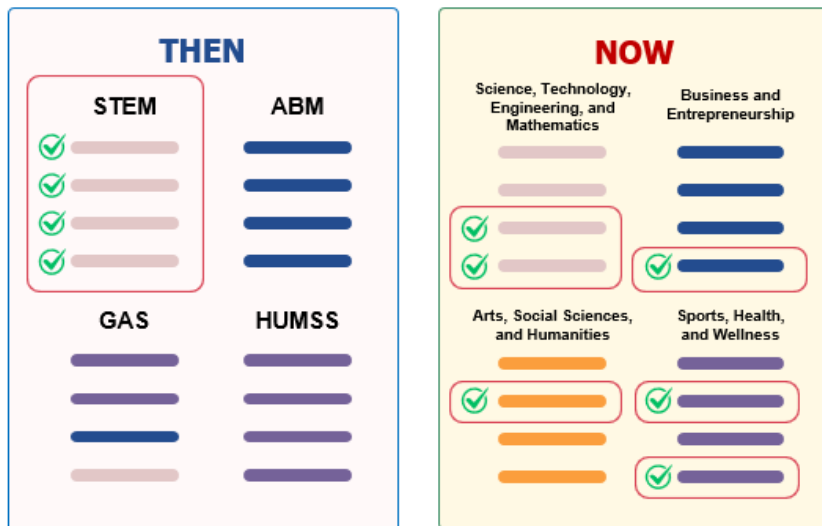 THEN
STEM
ABM
GAS
HUMSS
NOW
Science, Technology,
Engineering, and
Mathematics
Business and
Entrepreneurship
Arts, Social Sciences,
and Humanities
Sports, Health,
and Wellness